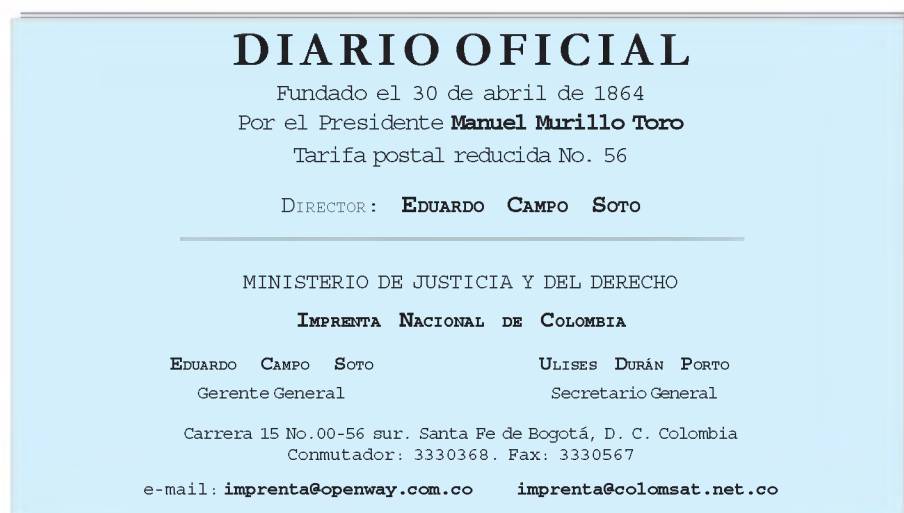 DIARIO OFICIAL
Fundado el 30 de abril de 1864
Por el Presidente Manuel Murillo Toro
Tarifa postal reducida No. 56
DIRECTOR: EDUARDO CAMPO SOTO
MINISTERIO DE JUSTICIA Y DEL DERECHO
IMPRENTA NACIONAL DE COLOMBIA
EDUARDO CAMPO SOTO ULISES DURÁN PORTO
Gerente General Secretario General
Carrera 15 No.00-56 sur. Santa Fe de Bogotá, D. C. Colombia
Conmutador: 3330368. Fax: 3330567
e-mail: imprenta@openway.com.co imprenta@colomsat.net.co